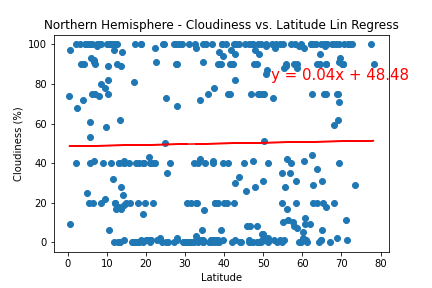 Northern Hemisphere - Cloudiness vs. Latitude Lin Regress
100
80
60
40
20
0
Cloudiness (%)
y = 0.04x + 48.48
0 10 20 30 40 50 60 70 80
Latitude